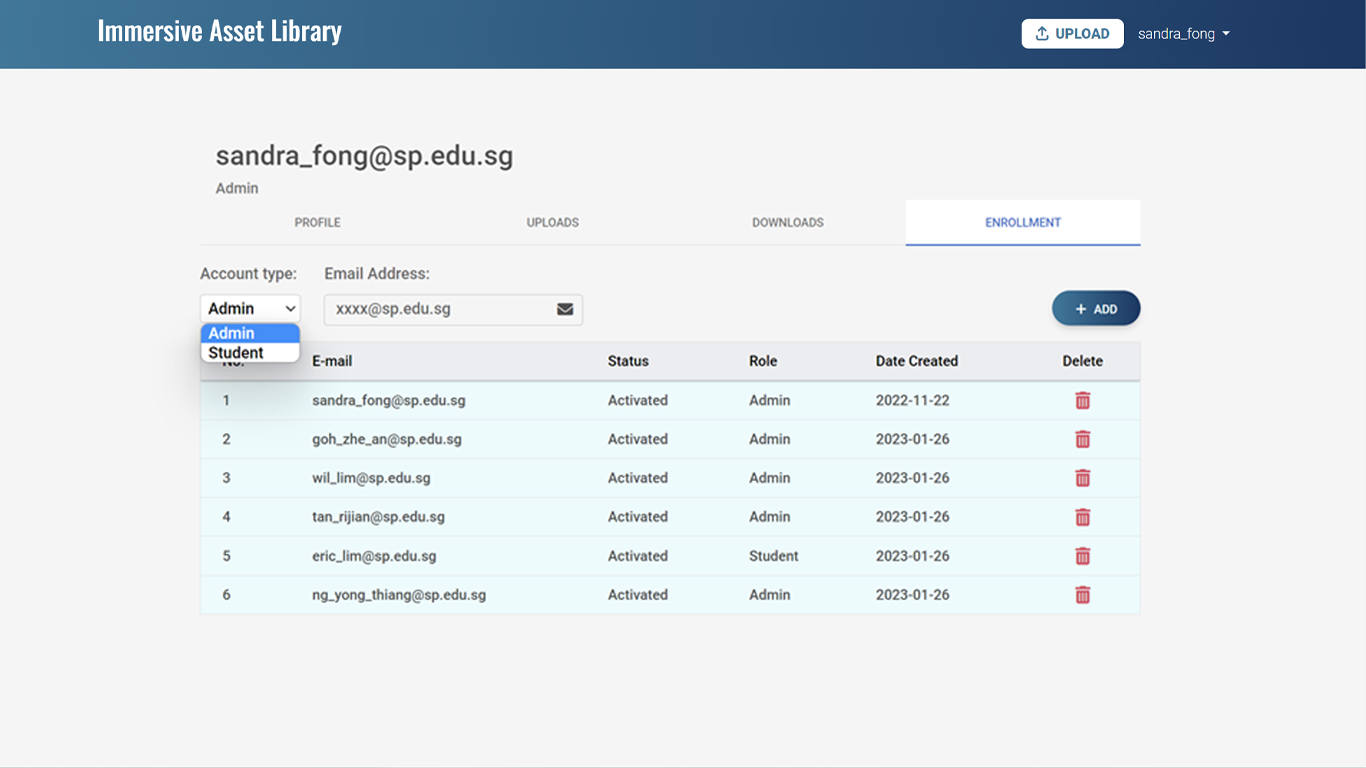 Immersive Asset Library
UPLOAD sandra_fong
sandra_fong@sp.edu.sg
Admin
PROFILE UPLOADS DOWNLOADS ENROLLMENT
Account type: Email Address:
Admin xxxx@sp.edu.sg + ADD
Admin
Student
No. E-mail Status Role Date Created Delete
1 sandra_fong@sp.edu.sg Activated Admin 2022-11-22
2 goh_zhe_an@sp.edu.sg Activated Admin 2023-01-26
3 wil_lim@sp.edu.sg Activated Admin 2023-01-26
4 tan_rijian@sp.edu.sg Activated Admin 2023-01-26
5 eric_lim@sp.edu.sg Activated Student 2023-01-26
6 ng_yong_thiang@sp.edu.sg Activated Admin 2023-01-26